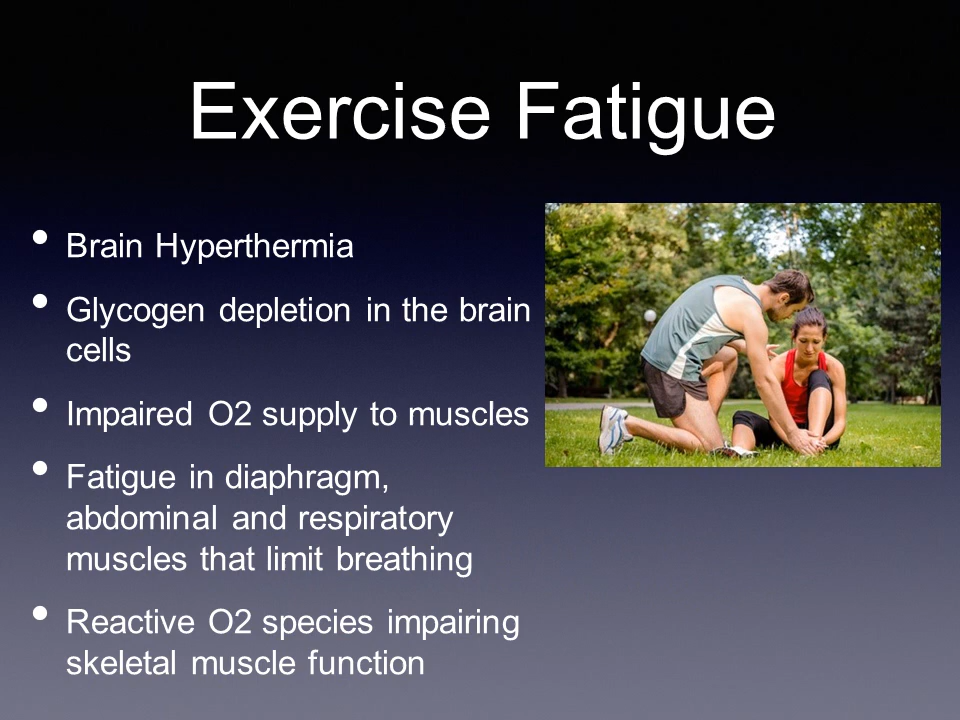 Exercise Fatigue
• Brain Hyperthermia
• Glycogen depletion in the brain
cells
• Impaired O2 supply to muscles
• Fatigue in diaphragm,
abdominal and respiratory
muscles that limit breathing
• Reactive O2 species impairing
skeletal muscle function